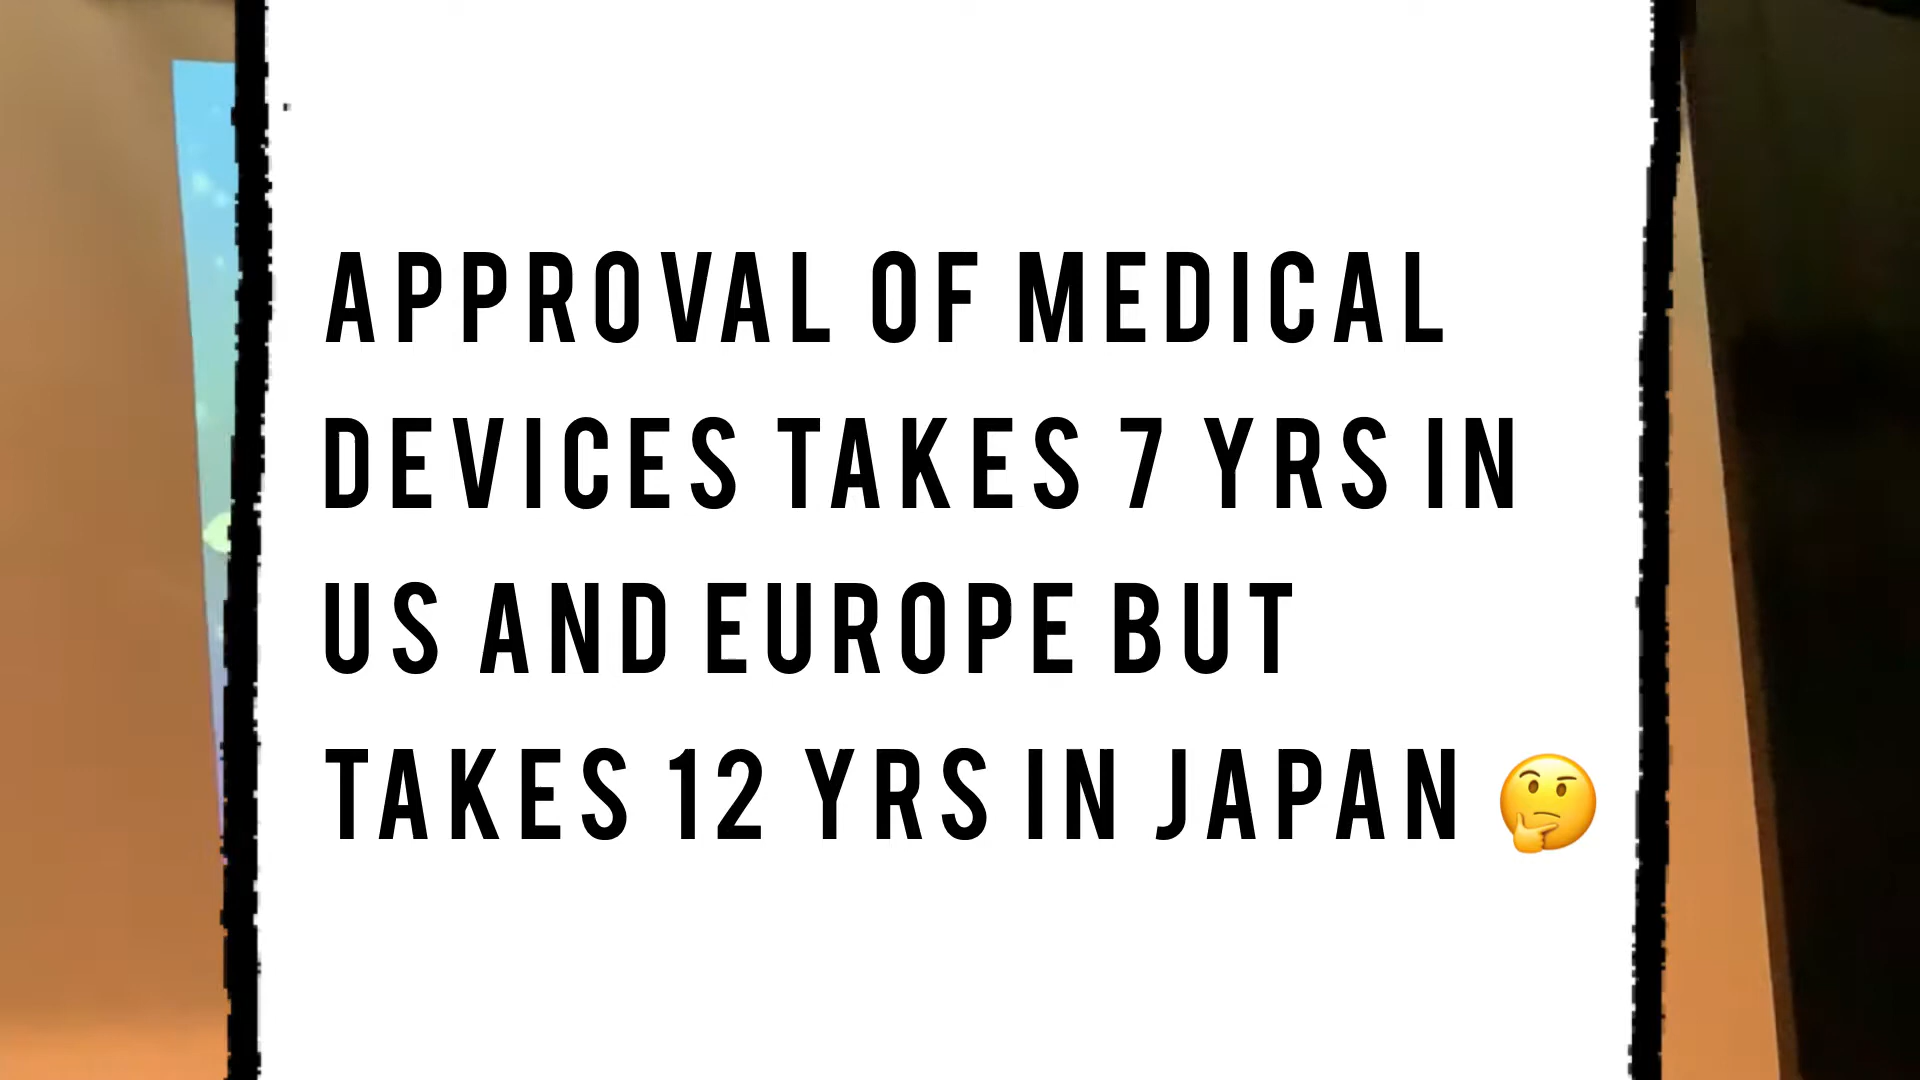 APPROVAL OF MEDICAL
DEVICES TAKES 7 YRS IN
US AND EUROPE BUT
TAKES 12 YRS IN JAPAN 🤔